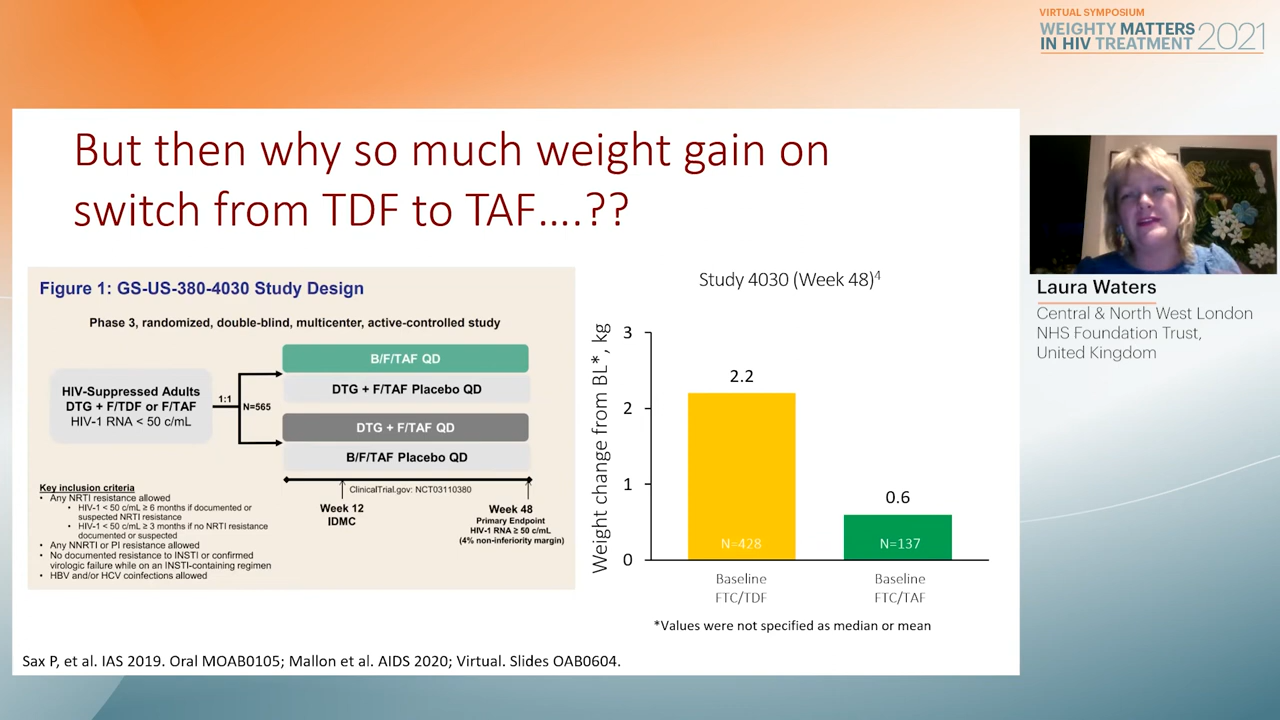 VIRTUAL SYMPOSIUM
WEIGHTY MATTERS
IN HIV TREATMENT 2021
But then why so much weight gain on
switch from TDF to TAF....??
Figure 1: GS-US-380-4030 Study Design
Phase 3, randomized, double-blind, multicenter, active-controlled study
HIV-Suppressed Adults
DTG + F/TDF or F/TAF
HIV-1 RNA < 50 c/mL
1:1
N=565
B/F/TAF QD
DTG + F/TAF Placebo QD
DTG + F/TAF QD
B/F/TAF Placebo QD
ClinicalTrial.gov: NCT03110380
Week 12
IDMC
Week 48
Primary Endpoint
HIV-1 RNA ≥ 50 c/mL
(4% non-inferiority margin)
Key inclusion criteria
• Any NRTI resistance allowed
• HIV-1 < 50 c/mL ≥ 6 months if documented or
suspected NRTI resistance
• HIV-1 < 50 c/mL ≥ 3 months if no NRTI resistance
documented or suspected
• Any NNRTI or PI resistance allowed
• No documented resistance to INSTI or confirmed
virologic failure while on an INSTI-containing regimen
• HBV and/or HCV coinfections allowed
Study 4030 (Week 48)4
Weight change from BL*, kg
3
2
1
0
2.2
N=428
0.6
N=137
Baseline
FTC/TDF
Baseline
FTC/TAF
*Values were not specified as median or mean
Sax P, et al. IAS 2019. Oral MOAB0105; Mallon et al. AIDS 2020; Virtual. Slides OAB0604.
Laura Waters
Central & North West London
NHS Foundation Trust,
United Kingdom